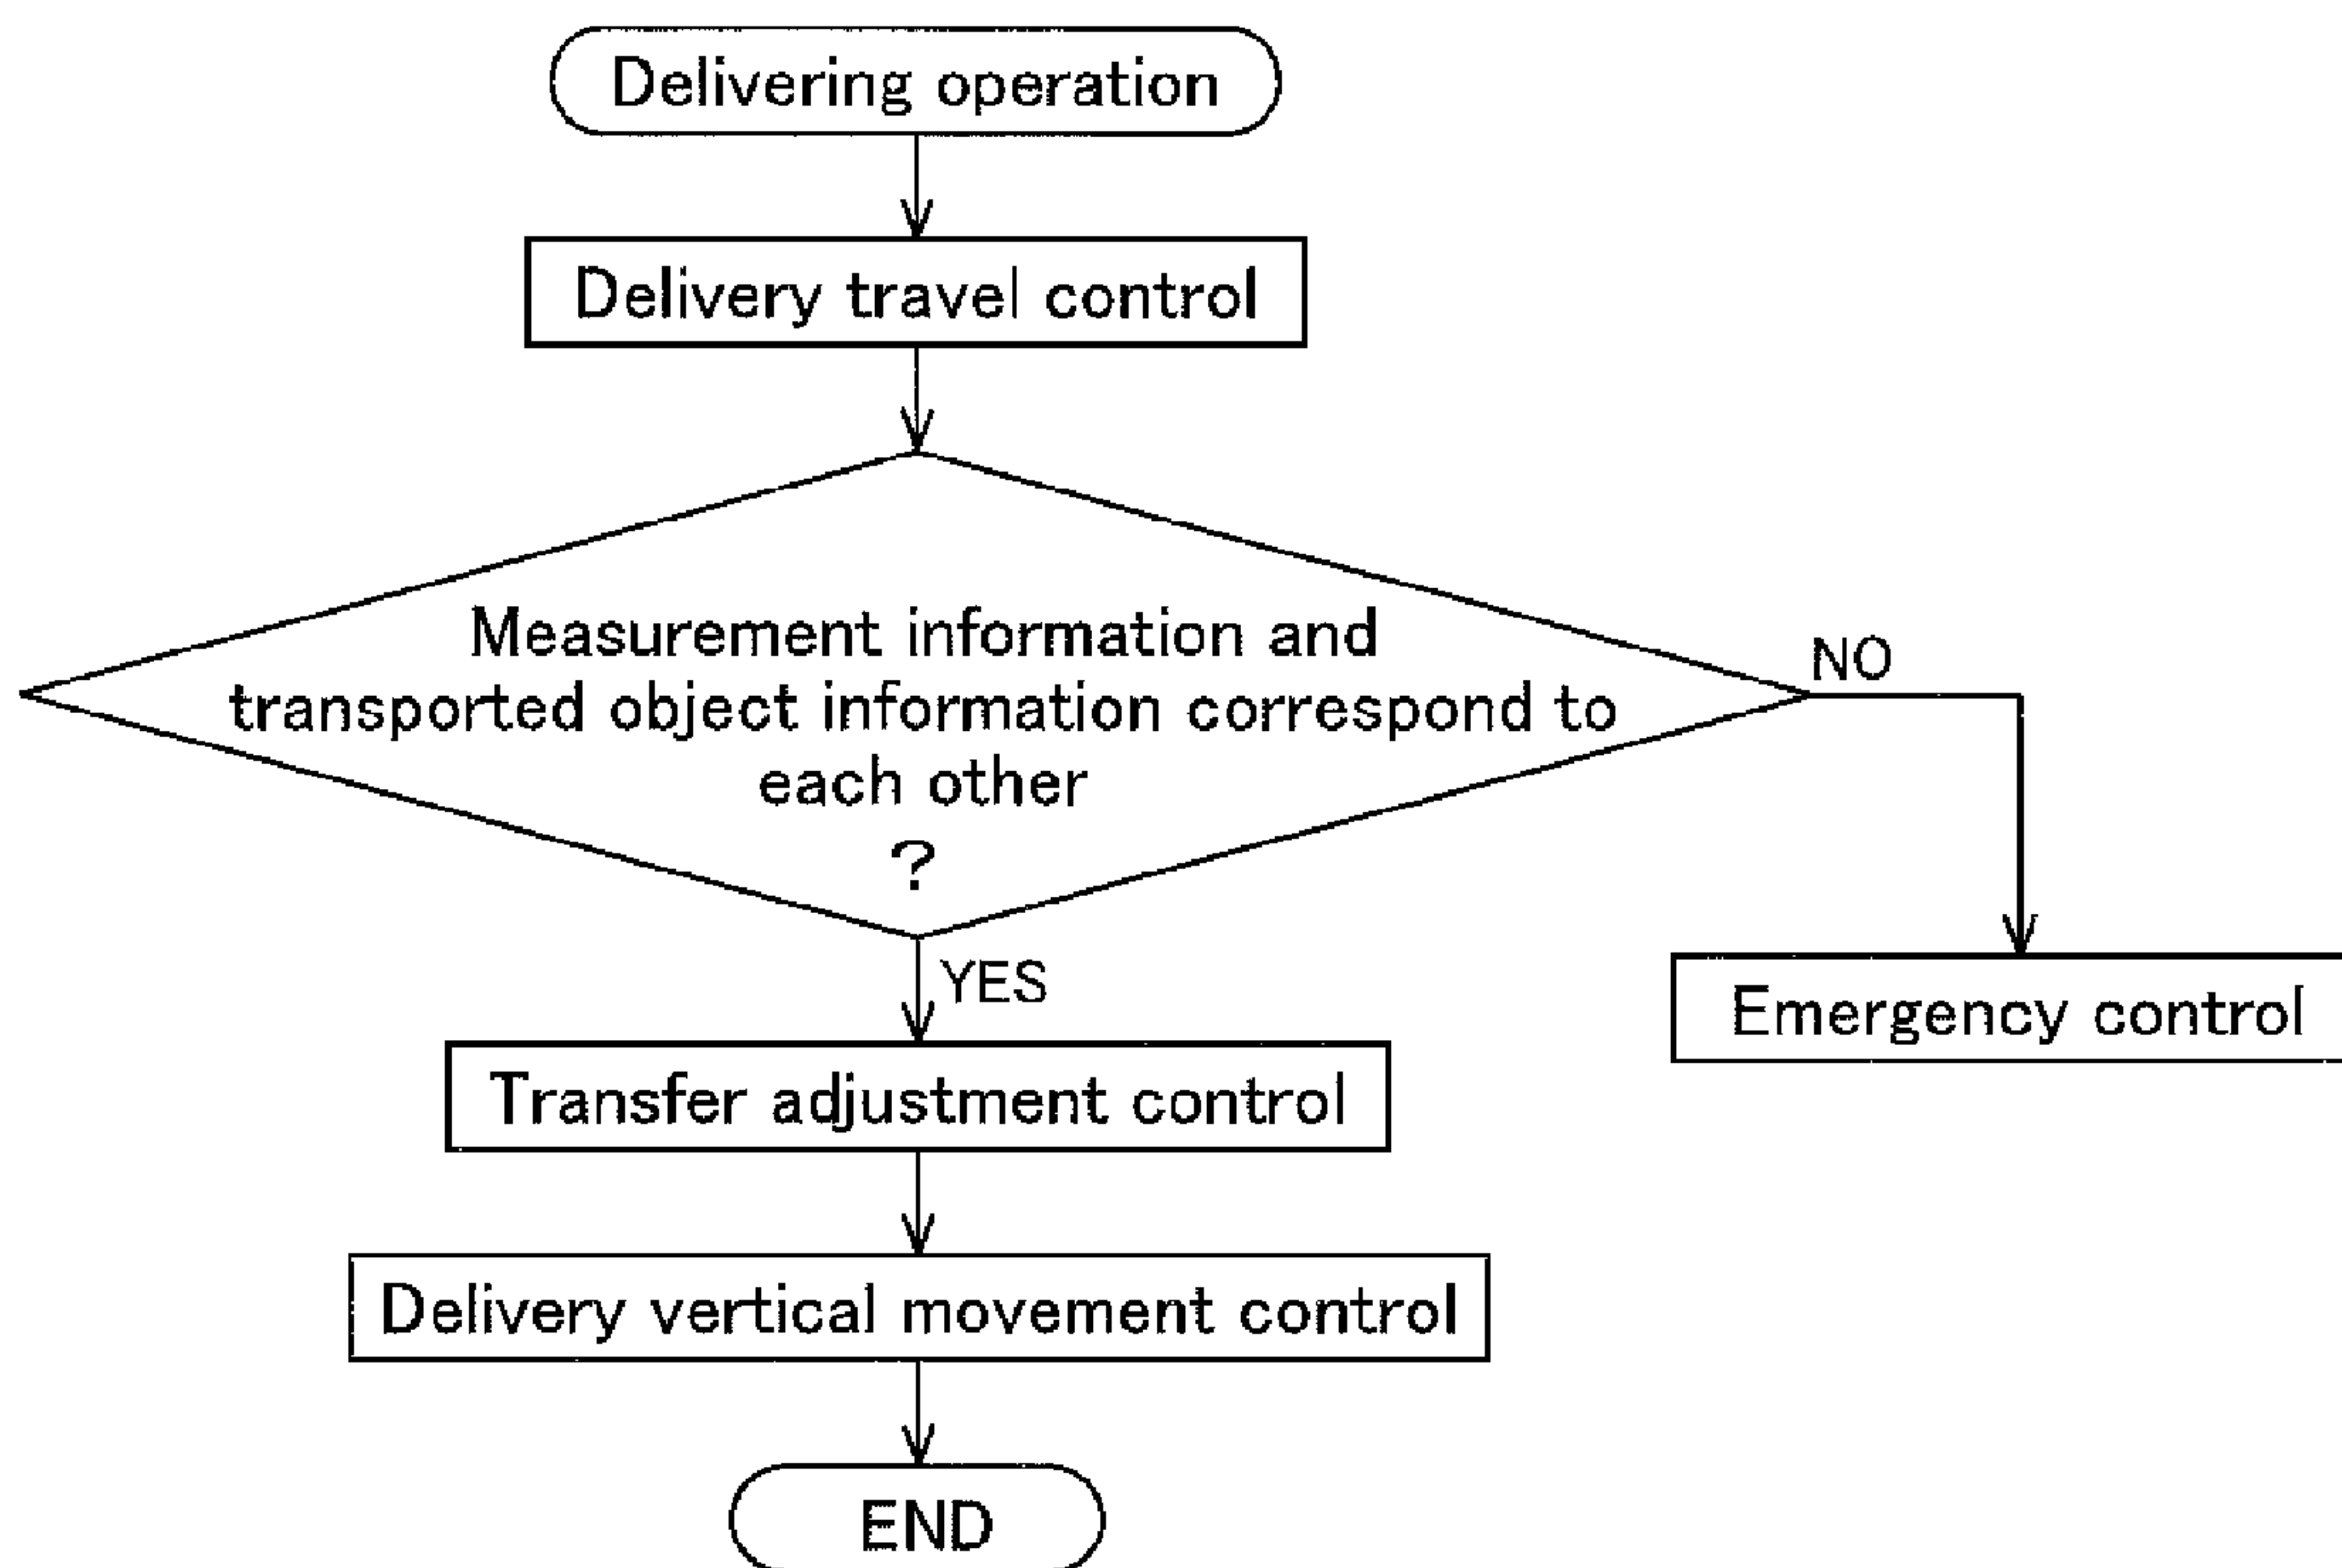 Delivering operation
Delivery travel control
Measurement information and
transported object information correspond to
each other
?
NO
YES
Emergency control
Transfer adjustment control
Delivery vertical movement control
END